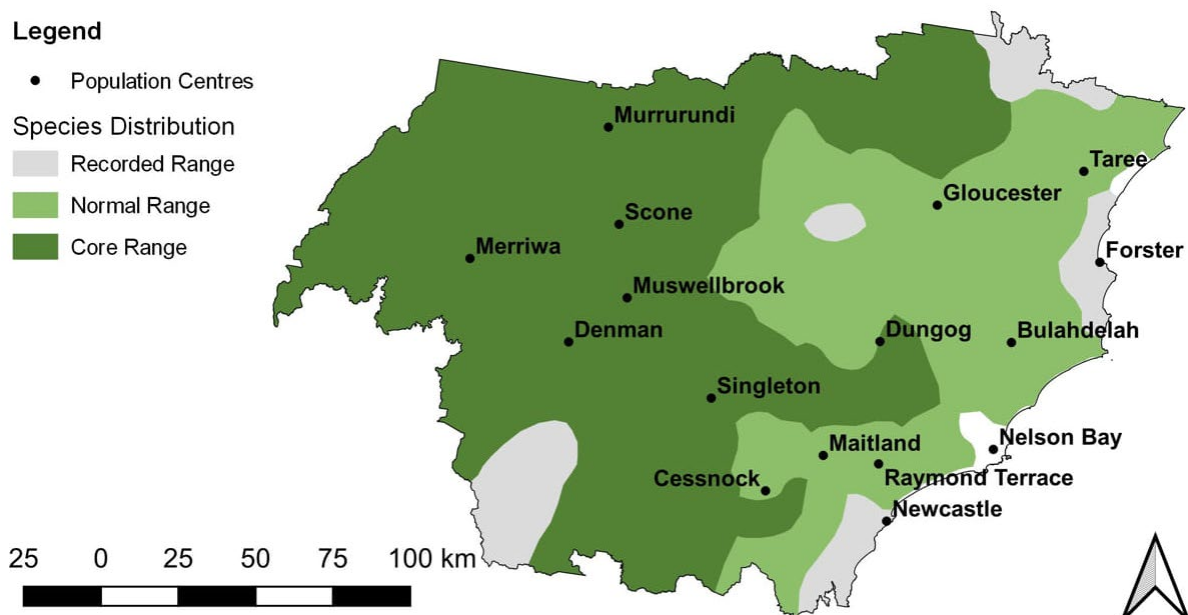 Legend
Population Centres
Species Distribution
Recorded Range
Normal Range
Core Range
Murrurundi
Taree
Gloucester
Scone
Merriwa
Forster
Muswellbrook
Denman
Dungog
Bulahdelah
Singleton
Nelson Bay
Maitland
Cessnock
Raymond Terrace
Newcastle
25 0 25 50 75 100 km